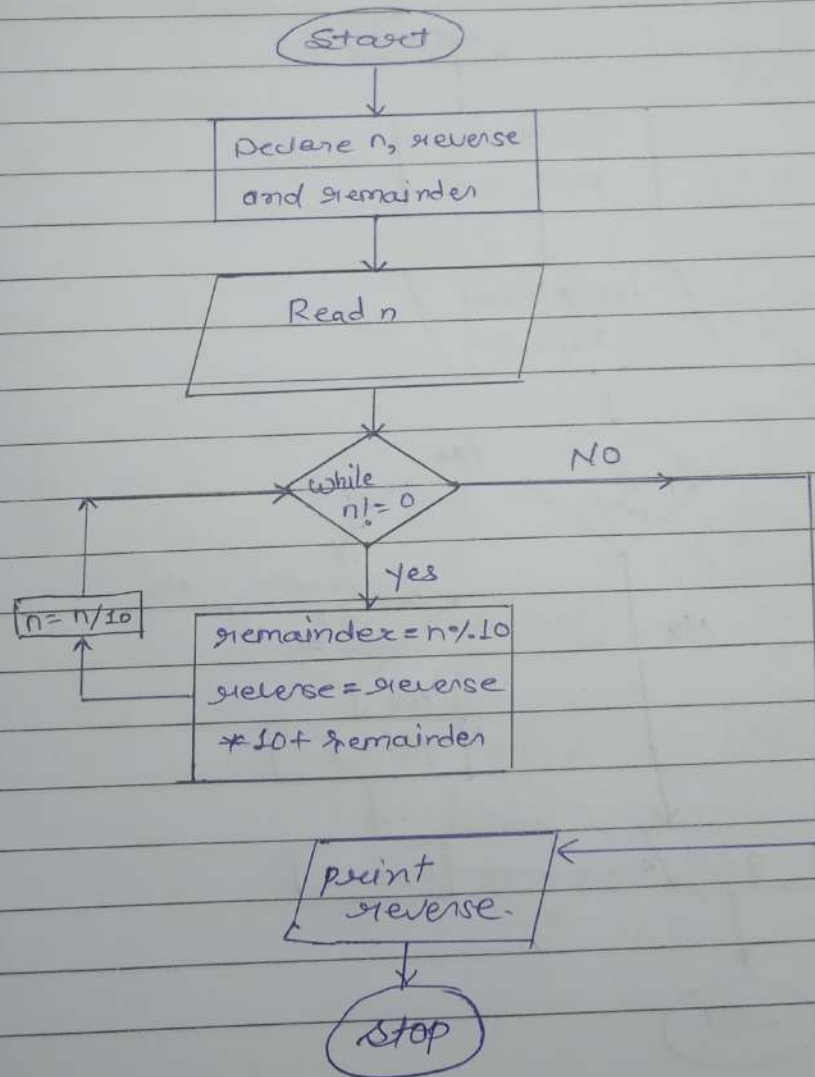 Start
Declare n, reverse
and remainder
Read n
while
n!= 0
NO
yes
n= n/10
remainder = n%10
reverse = reverse
* 10+ remainder
print
reverse.
Stop